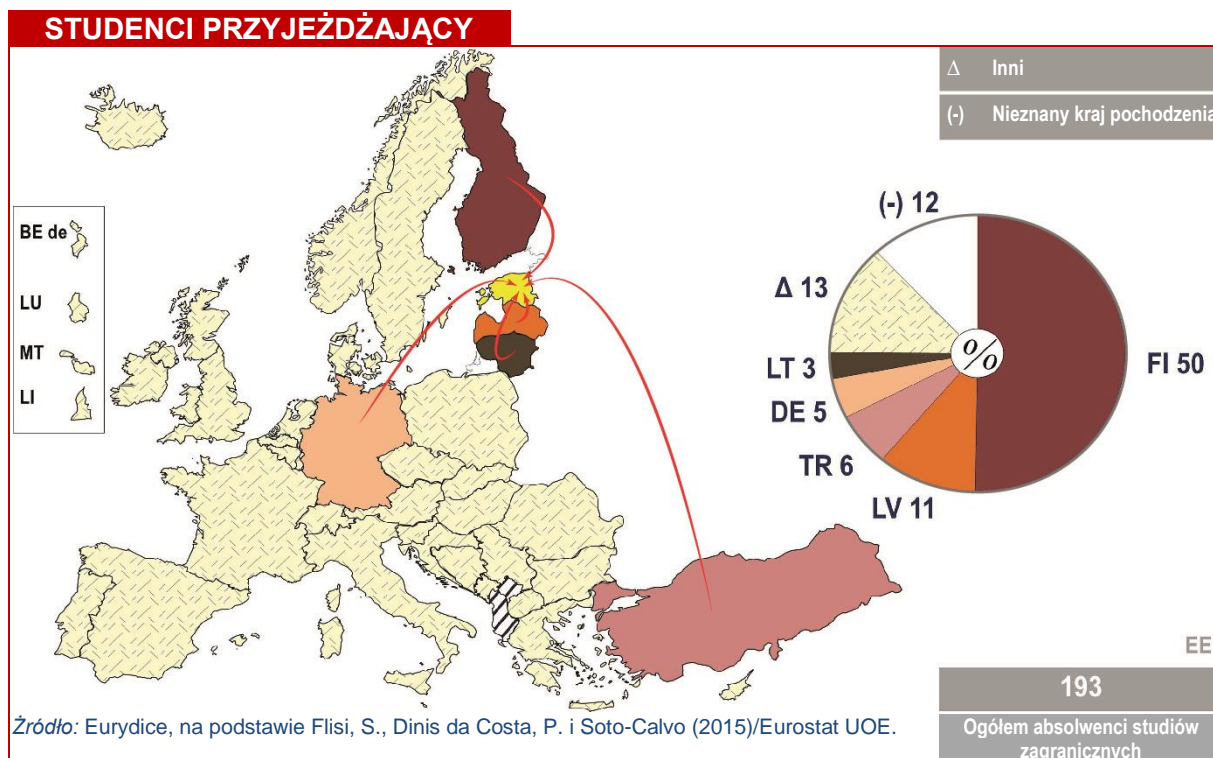 STUDENCI PRZYJEŻDŻAJĄCY
Δ Inni
(-) Nieznany kraj pochodzenia
BE de
LU
MT
LI
(-) 12
Δ 13
LT 3
DE 5
TR 6
LV 11
FI 50
%
EE
193
Ogółem absolwenci studiów
zagranicznych
Źródło: Eurydice, na podstawie Flisi, S., Dinis da Costa, P. i Soto-Calvo (2015)/Eurostat UOE.